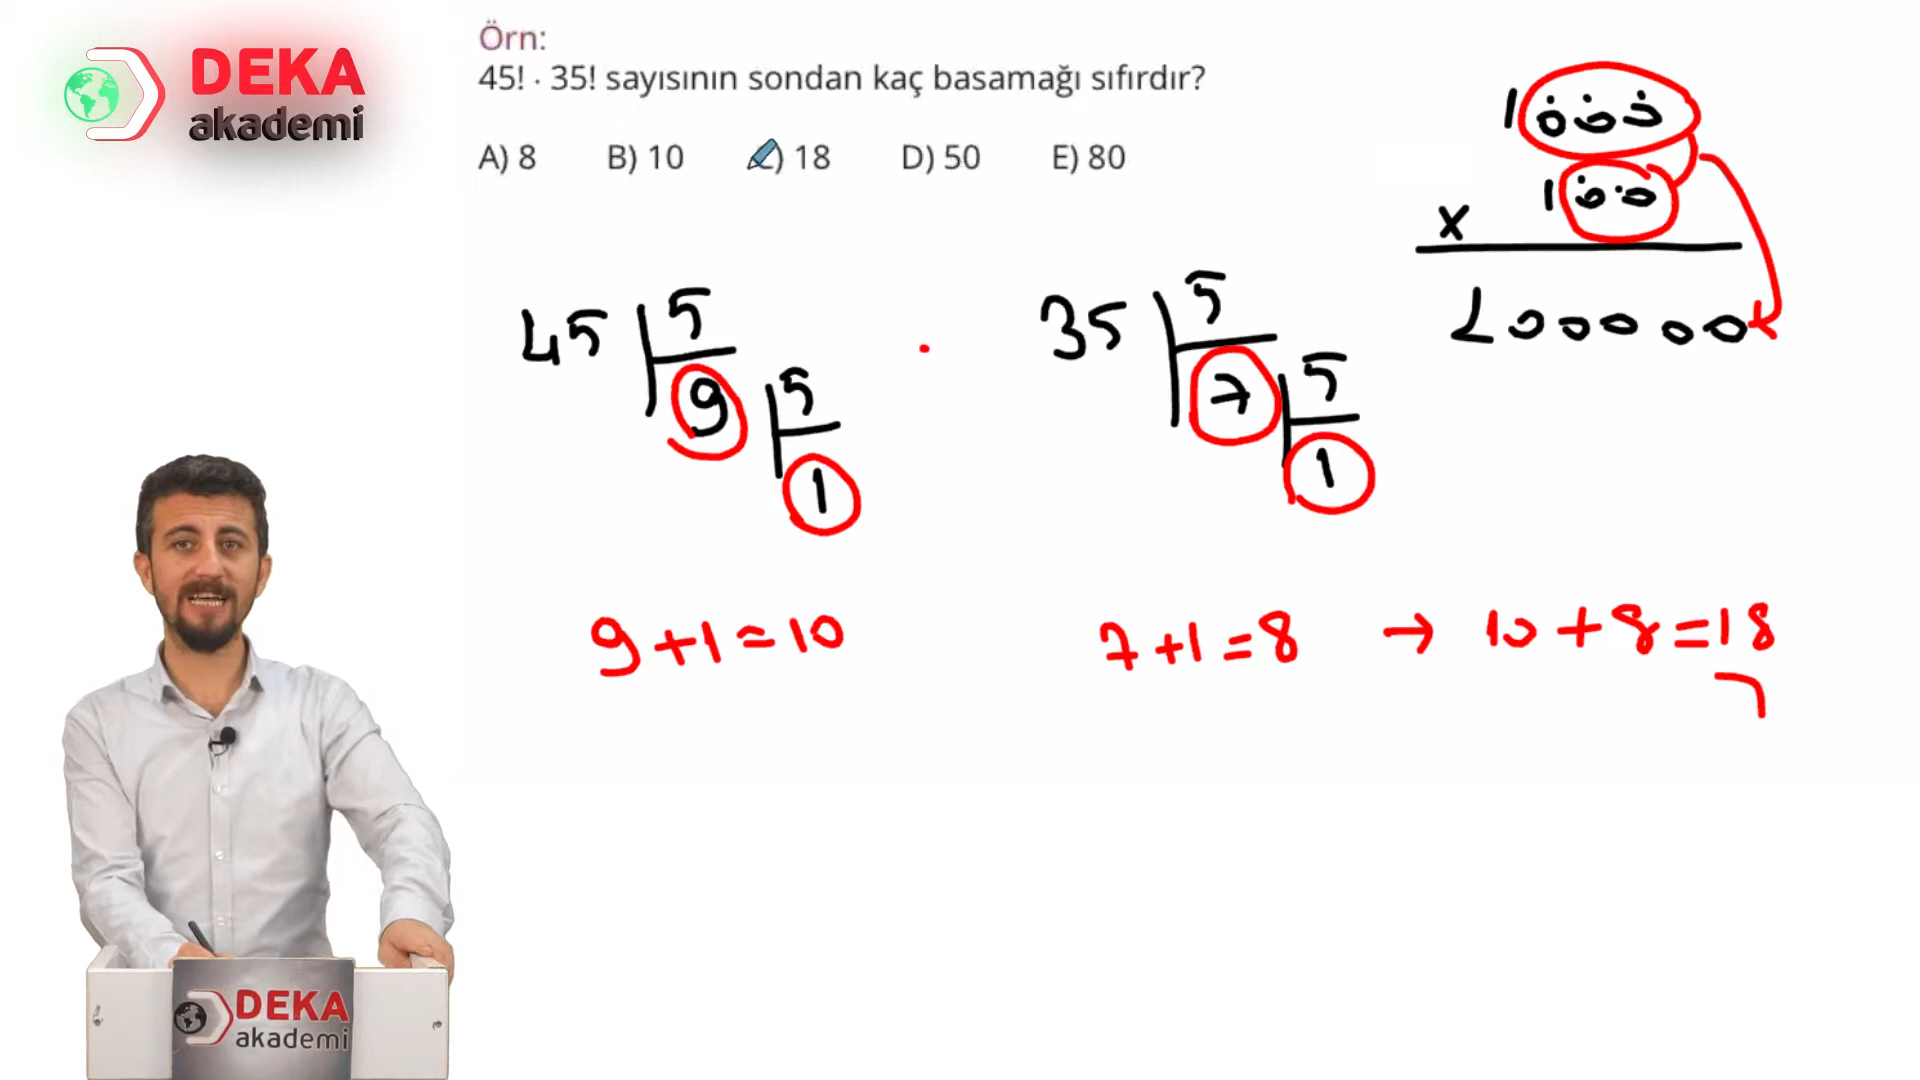 DEKA
akademi
Örn:
45! · 35! sayısının sondan kaç basamağı sıfırdır?
A) 8 B) 10 ) 18 D) 50 E) 80
1000
x 100
100000
45 5
9 5
1
.
35 5
7 5
1
9+1=10
7+1=8 → 10+8=18
DEKA
akademi